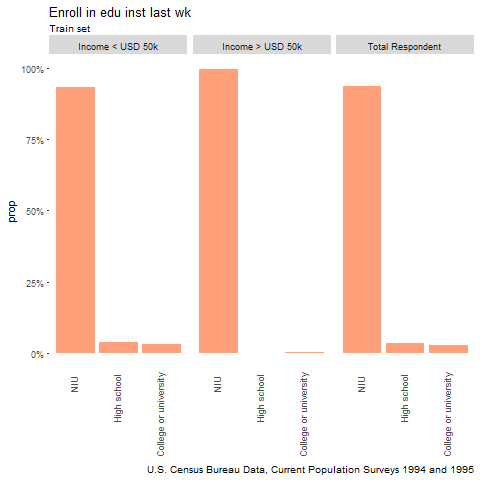 Enroll in edu inst last wk
Train set
Income < USD 50k
Income > USD 50k
Total Respondent
100%
75%
50%
25%
0%
prop
NIU
High school
College or university
NIU
High school
College or university
NIU
High school
College or university
U.S. Census Bureau Data, Current Population Surveys 1994 and 1995